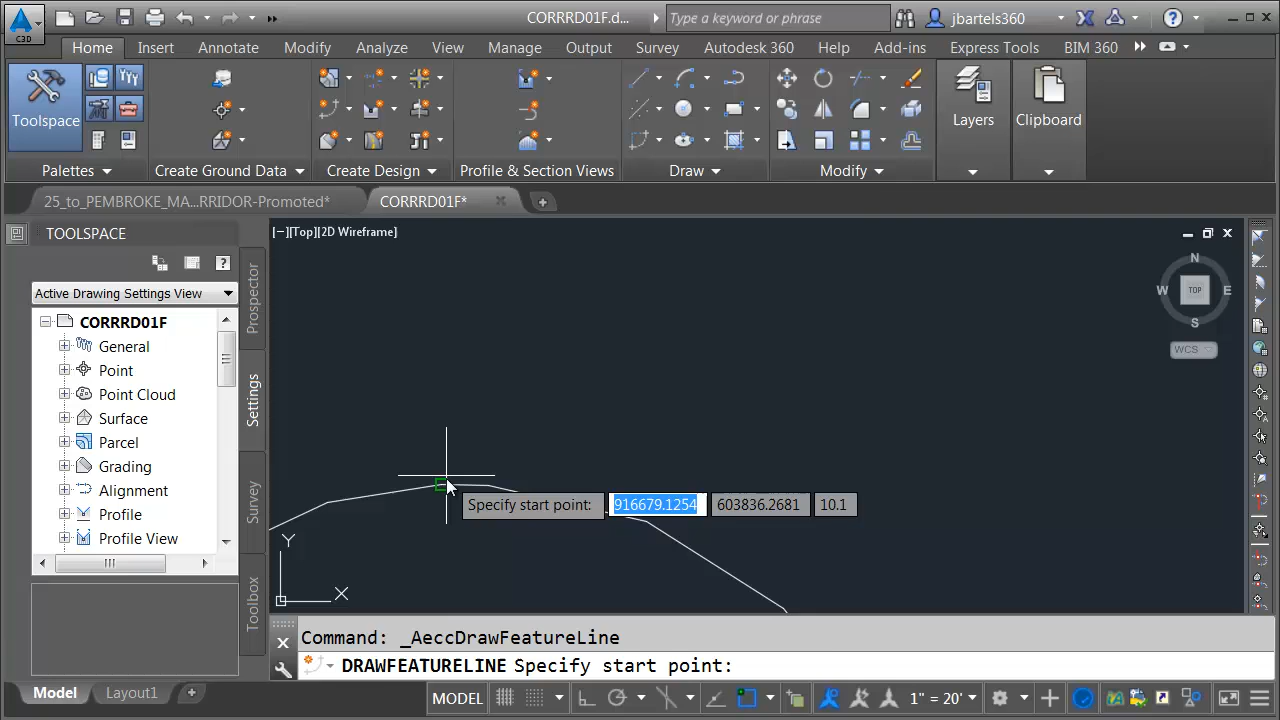 C3D
CORRRD01F.d...
Type a keyword or phrase
jbartels360
Home Insert Annotate Modify Analyze View Manage Output Survey Autodesk 360 Help Add-ins Express Tools BIM 360
Toolspace
Layers
Clipboard
Palettes Create Ground Data Create Design Profile & Section Views Draw Modify
25_to_PEMBROKE_MA...RRIDOR-Promoted*
CORRRD01F*
TOOLSPACE
Active Drawing Settings View
CORRRD01F
General
Point
Point Cloud
Surface
Parcel
Grading
Alignment
Profile
Profile View
Prospector
Settings
Survey
Toolbox
[−][Top][2D Wireframe]
N
W TOP E
S
WCS
Specify start point: 916679.1254 603836.2681 10.1
Y
X
Command: _AeccDrawFeatureLine
DRAWFEATURELINE Specify start point:
Model Layout1
MODEL
1" = 20'